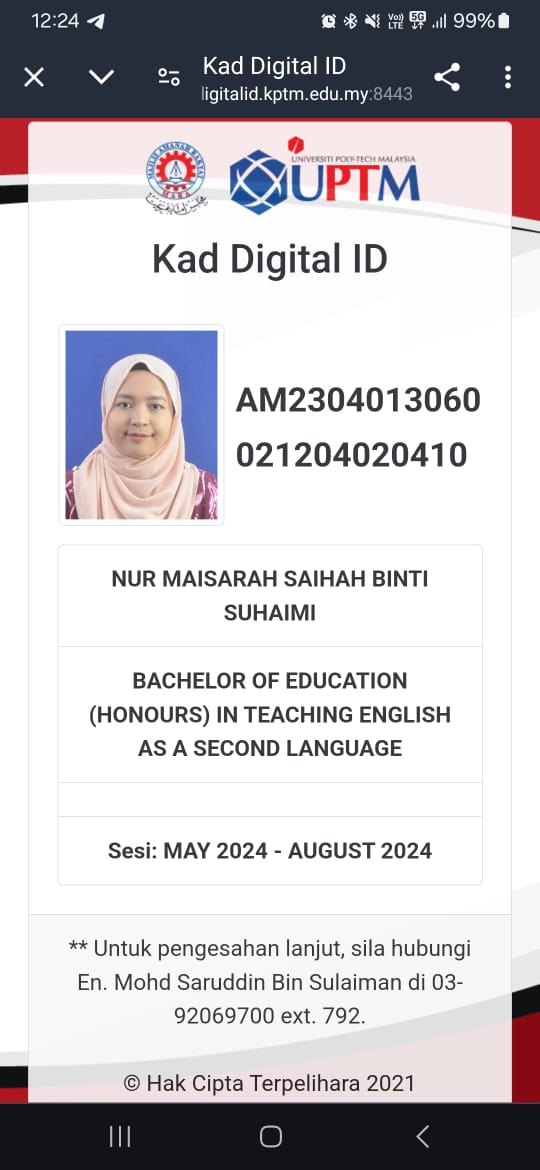 12:24
Vo))
LTE
5G
99%
Kad Digital ID
ligitalid.kptm.edu.my:8443
MAJLIS AMANAH RAKYAT
MARA
UNIVERSITI POLY-TECH MALAYSIA
UPTM
Kad Digital ID
AM2304013060
021204020410
NUR MAISARAH SAIHAH BINTI
SUHAIMI
BACHELOR OF EDUCATION
(HONOURS) IN TEACHING ENGLISH
AS A SECOND LANGUAGE
Sesi: MAY 2024 - AUGUST 2024
** Untuk pengesahan lanjut, sila hubungi
En. Mohd Saruddin Bin Sulaiman di 03-
92069700 ext. 792.
© Hak Cipta Terpelihara 2021